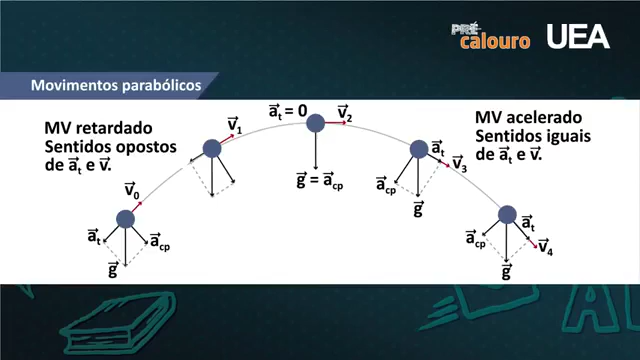 PRÉ
calouro UEA
Movimentos parabólicos
MV retardado
Sentidos opostos
de a⃗ₜ e v⃗.
a⃗ₜ = 0
MV acelerado
Sentidos iguais
de a⃗ₜ e v⃗.
v⃗₁
v⃗₂
g⃗ = a⃗cp
a⃗ₜ
v⃗₃
a⃗cp
g⃗
v⃗₀
a⃗ₜ
a⃗cp
g⃗
a⃗ₜ
v⃗₄
a⃗cp
g⃗